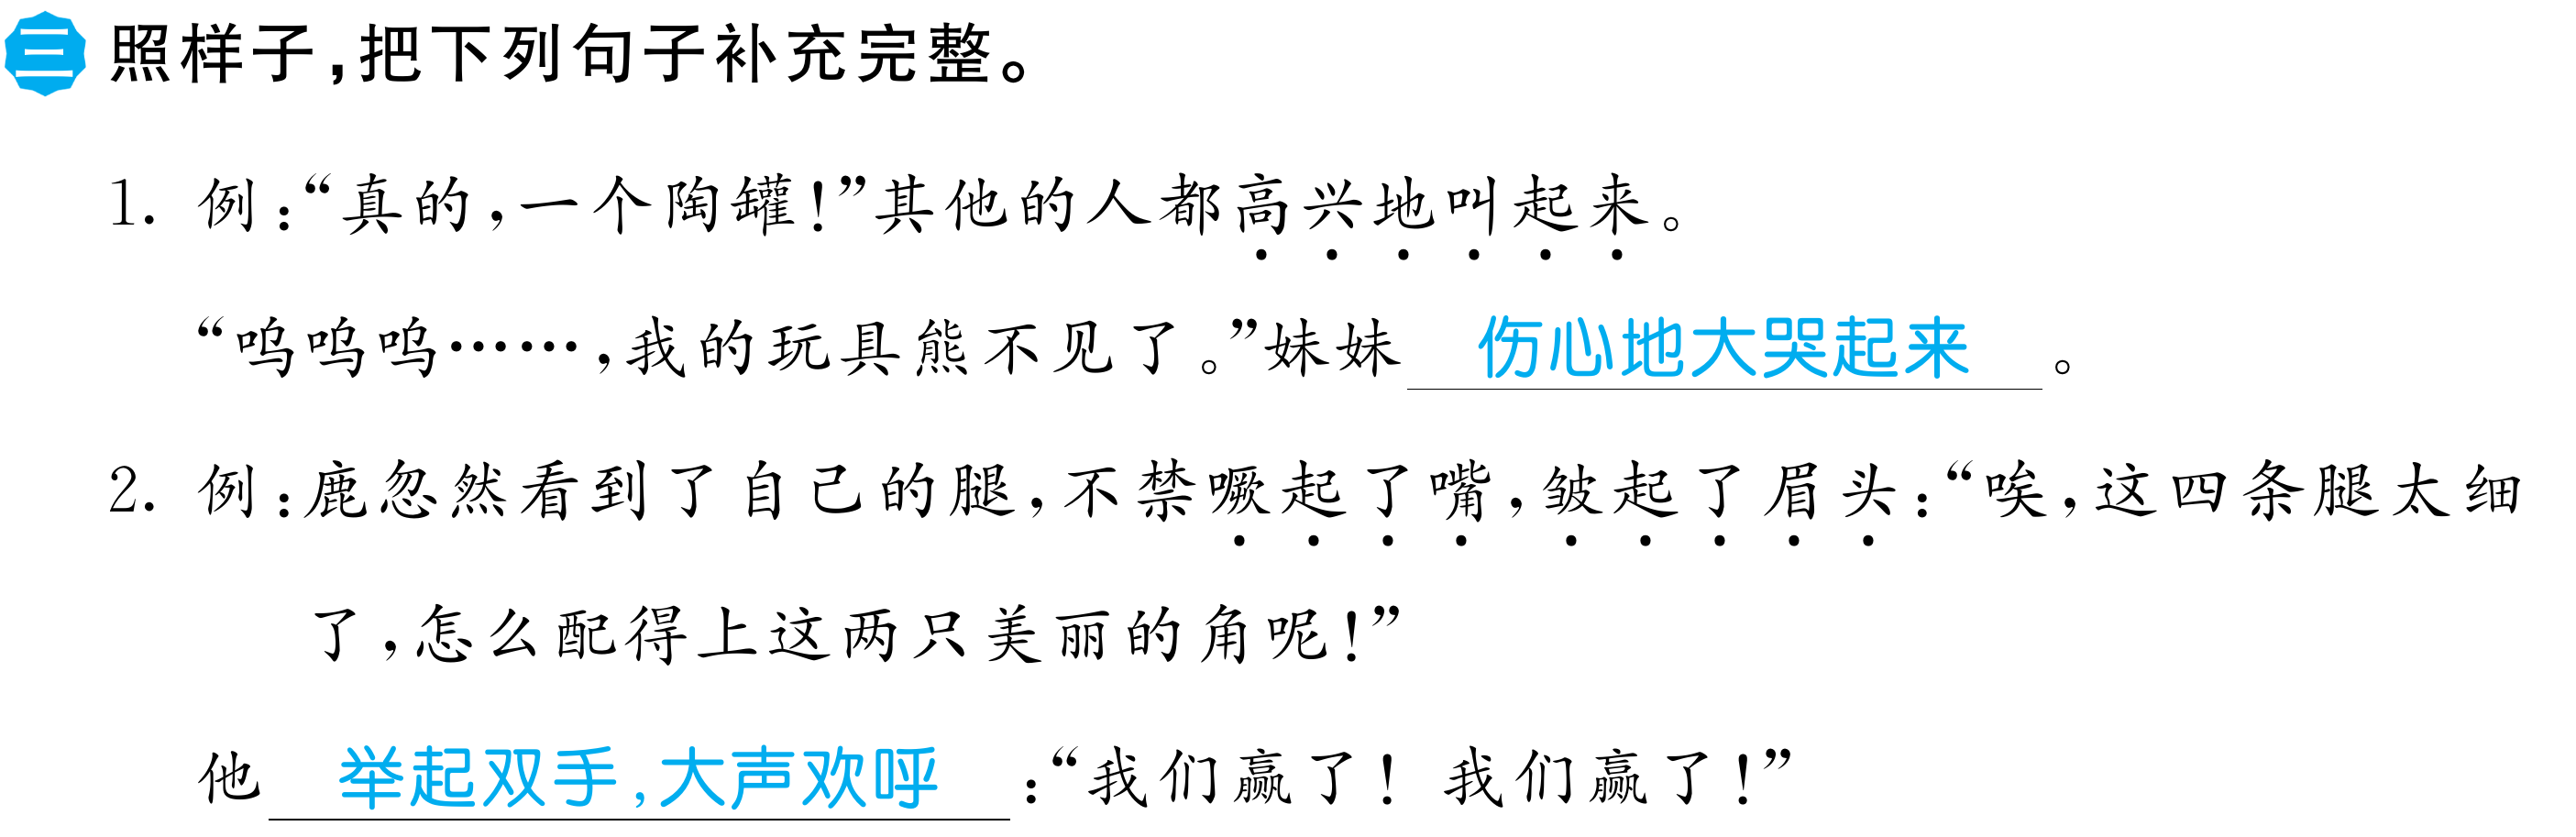 三 照样子,把下列句子补充完整。
1. 例:“真的,一个陶罐!”其他的人都高兴地叫起来。
“呜呜呜……,我的玩具熊不见了。”妹妹 伤心地大哭起来 。
2. 例:鹿忽然看到了自己的腿,不禁噘起了嘴,皱起了眉头:“唉,这四条腿太细
了,怎么配得上这两只美丽的角呢!”
他 举起双手,大声欢呼 :“我们赢了! 我们赢了!”